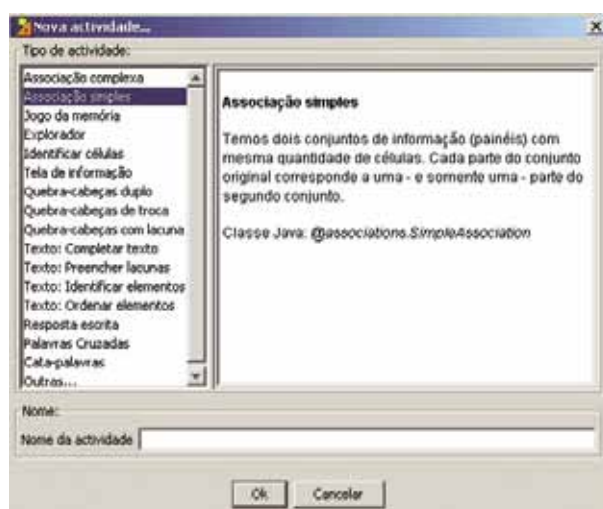 Nova actividade...
Tipo de actividade:
Associação complexa
Associação simples
Jogo da memória
Explorador
Identificar células
Tela de informação
Quebra-cabeças duplo
Quebra-cabeças de troca
Quebra-cabeças com lacuna
Texto: Completar texto
Texto: Preencher lacunas
Texto: Identificar elementos
Texto: Ordenar elementos
Resposta escrita
Palavras Cruzadas
Cata-palavras
Outras...
Associação simples
Temos dois conjuntos de informação (painéis) com
mesma quantidade de células. Cada parte do conjunto
original corresponde a uma - e somente uma - parte do
segundo conjunto.
Classe Java: @associations.SimpleAssociation
Nome:
Nome da actividade
Ok
Cancelar